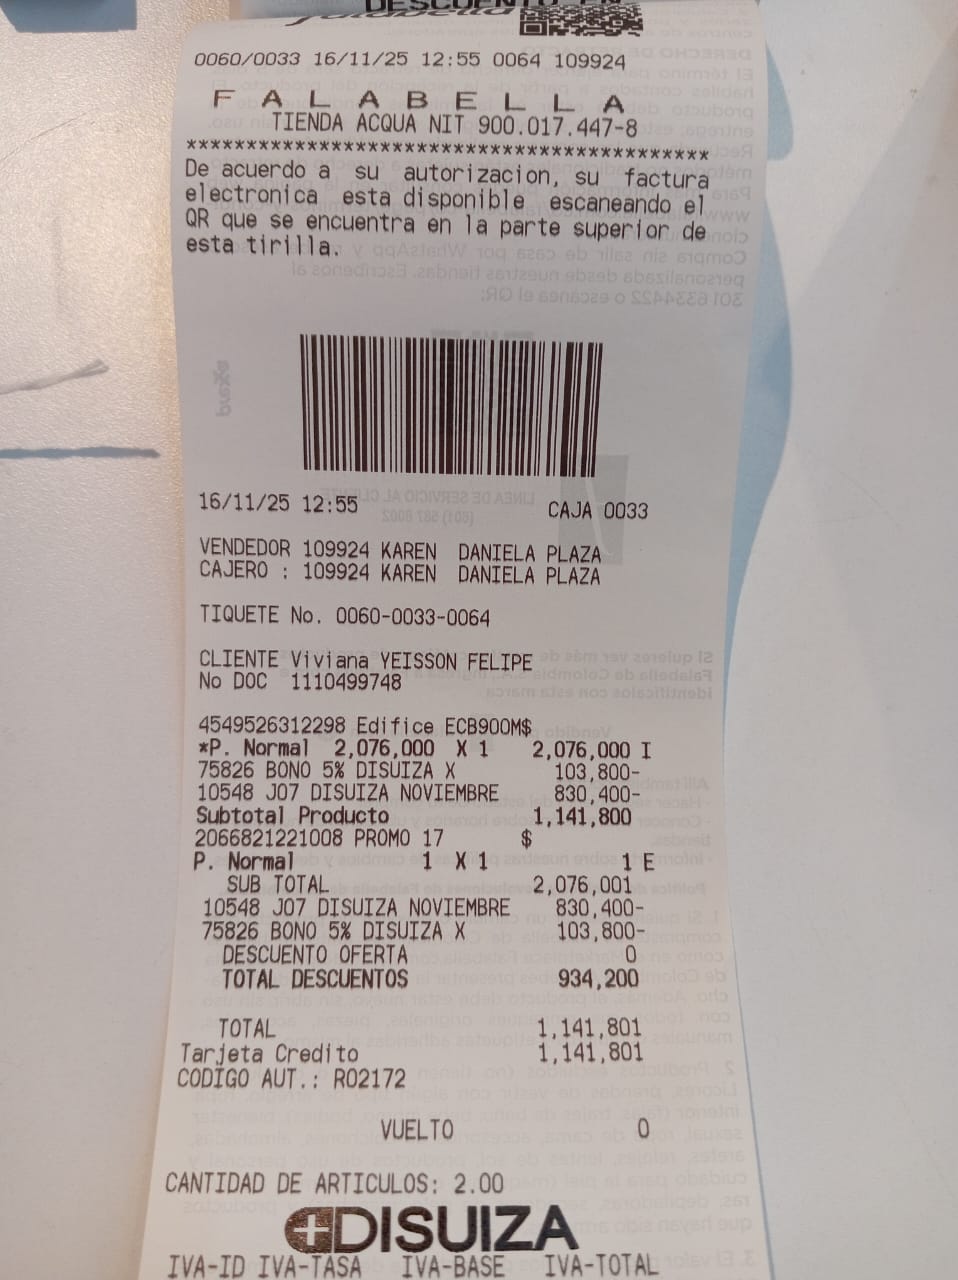 0060/0033 16/11/25 12:55 0064 109924
FALABELLA
TIENDA ACQUA NIT 900.017.447-8
*******************************************
De acuerdo a su autorizacion, su factura
electronica esta disponible escaneando el
QR que se encuentra en la parte superior de
esta tirilla.
16/11/25 12:55 CAJA 0033
VENDEDOR 109924 KAREN DANIELA PLAZA
CAJERO : 109924 KAREN DANIELA PLAZA
TIQUETE No. 0060-0033-0064
CLIENTE Viviana YEISSON FELIPE
No DOC 1110499748
4549526312298 Edifice ECB900M$
*P. Normal 2,076,000 X 1 2,076,000 I
75826 BONO 5% DISUIZA X 103,800-
10548 J07 DISUIZA NOVIEMBRE 830,400-
Subtotal Producto 1,141,800
2066821221008 PROMO 17 $
P. Normal 1 X 1 1 E
SUB TOTAL 2,076,001
10548 J07 DISUIZA NOVIEMBRE 830,400-
75826 BONO 5% DISUIZA X 103,800-
DESCUENTO OFERTA 0
TOTAL DESCUENTOS 934,200
TOTAL 1,141,801
Tarjeta Credito 1,141,801
CODIGO AUT.: R02172
VUELTO 0
CANTIDAD DE ARTICULOS: 2.00
DISUIZA
IVA-ID IVA-TASA IVA-BASE IVA-TOTAL